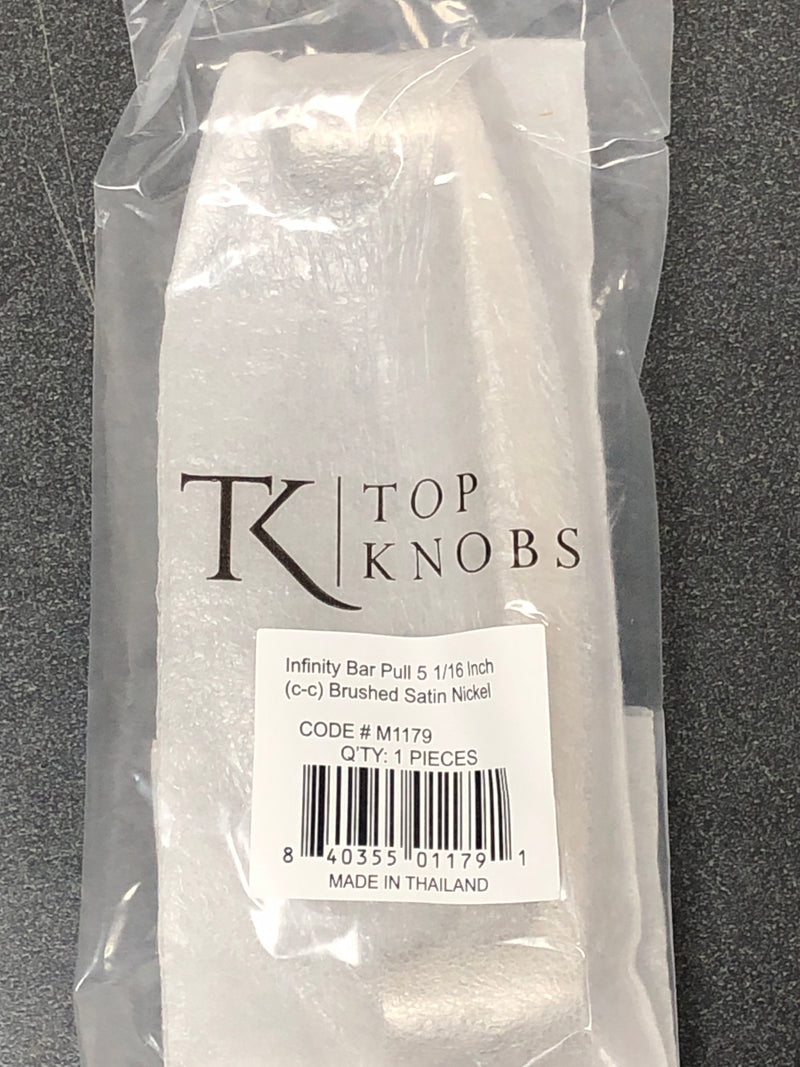 TK TOP
KNOBS
Infinity Bar Pull 5 1/16 Inch
(c-c) Brushed Satin Nickel
CODE # M1179
Q'TY: 1 PIECES
8 40355 01179 1
MADE IN THAILAND